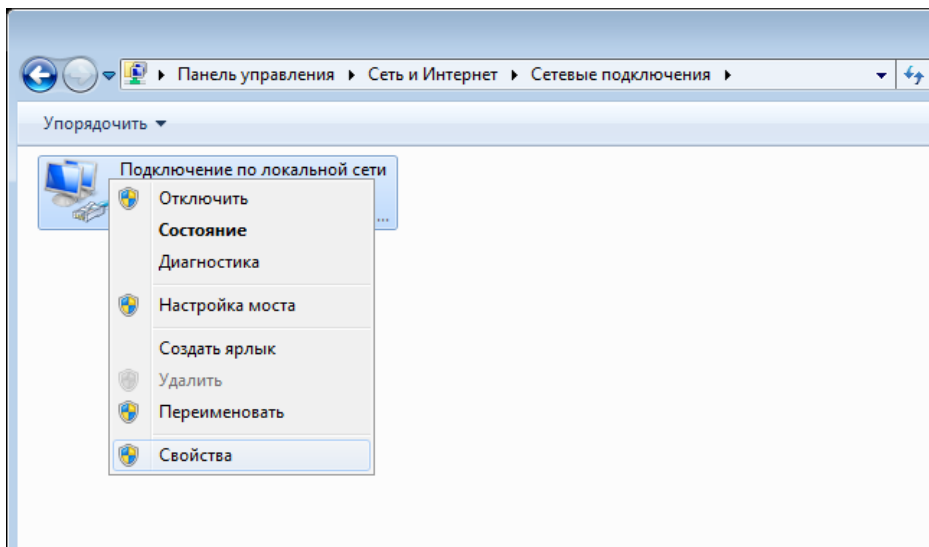 Панель управления Сеть и Интернет Сетевые подключения
Упорядочить
Подключение по локальной сети
Отключить
...
Состояние
Диагностика
Настройка моста
Создать ярлык
Удалить
Переименовать
Свойства